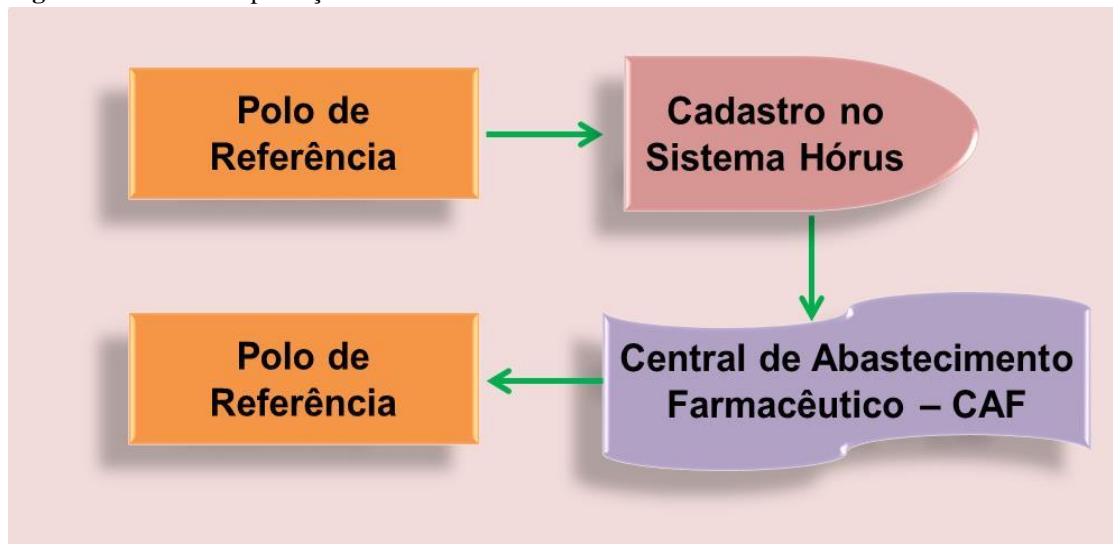 Polo de
Referência
Cadastro no
Sistema Hórus
Polo de
Referência
Central de Abastecimento
Farmacêutico – CAF